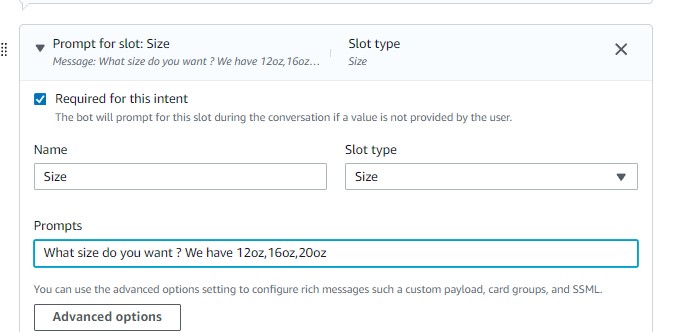 Prompt for slot: Size
Slot type
Message: What size do you want ? We have 12oz,16oz...
Size
Required for this intent
The bot will prompt for this slot during the conversation if a value is not provided by the user.
Name
Slot type
Size
Size
Prompts
What size do you want ? We have 12oz,16oz,20oz
You can use the advanced options setting to configure rich messages such a custom payload, card groups, and SSML.
Advanced options